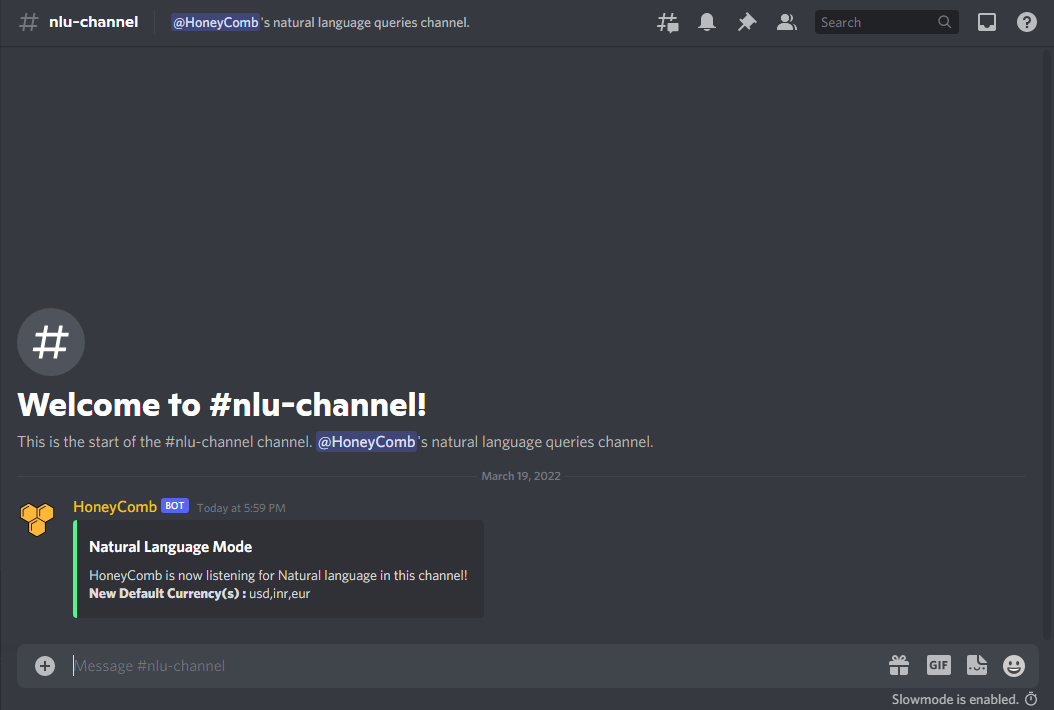 # nlu-channel @HoneyComb's natural language queries channel. Search
#
Welcome to #nlu-channel!
This is the start of the #nlu-channel channel. @HoneyComb's natural language queries channel.
March 19, 2022
HoneyComb BOT Today at 5:59 PM
Natural Language Mode
HoneyComb is now listening for Natural language in this channel!
New Default Currency(s) : usd,inr,eur
Message #nlu-channel GIF
Slowmode is enabled.